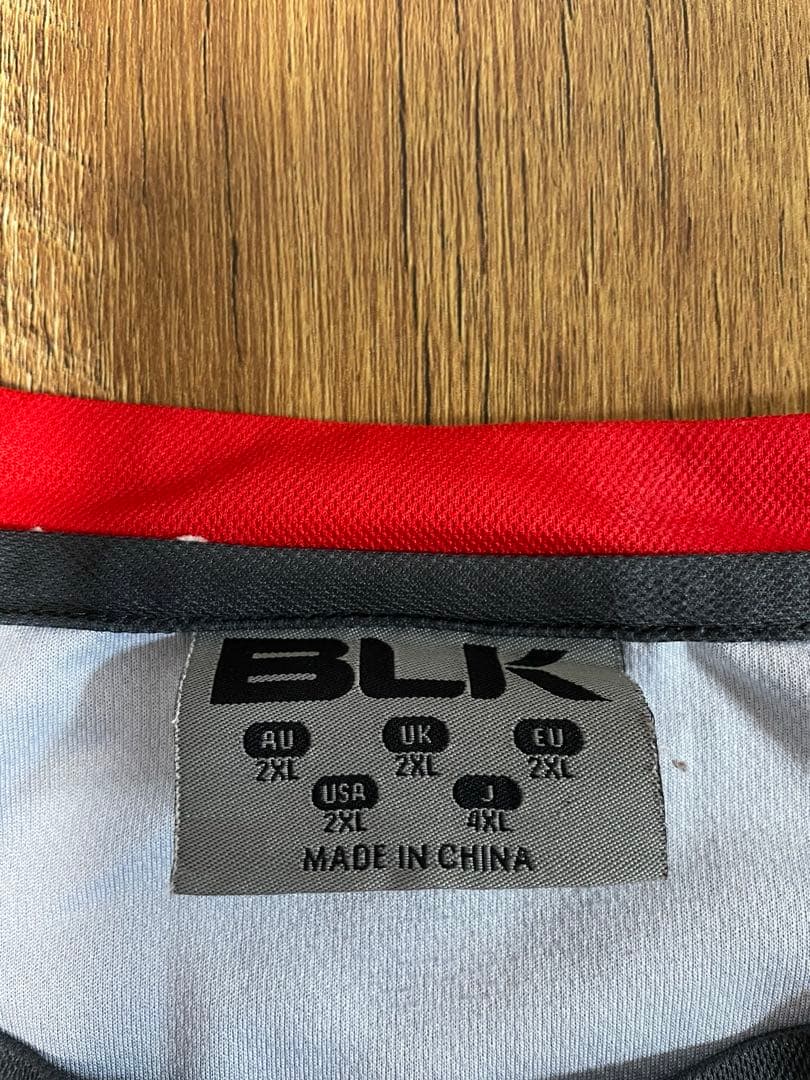 BLK
AU UK EU
2XL 2XL 2XL
USA J
2XL 4XL
MADE IN CHINA